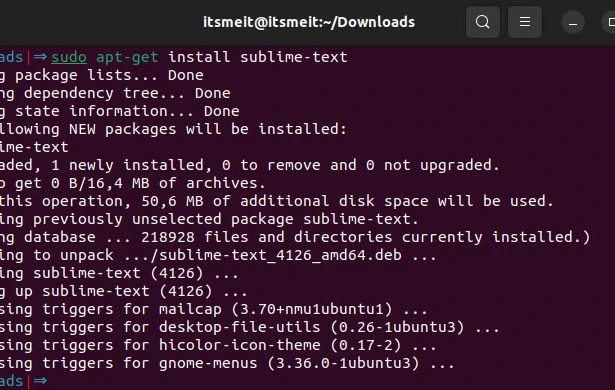 itsmeit@itsmeit:~/Downloads
ads|⇒ sudo apt-get install sublime-text
g package lists... Done
ng dependency tree... Done
g state information... Done
llowing NEW packages will be installed:
ime-text
aded, 1 newly installed, 0 to remove and 0 not upgraded.
o get 0 B/16,4 MB of archives.
this operation, 50,6 MB of additional disk space will be used.
ing previously unselected package sublime-text.
ng database ... 218928 files and directories currently installed.)
ing to unpack .../sublime-text_4126_amd64.deb ...
ing sublime-text (4126) ...
g up sublime-text (4126) ...
sing triggers for mailcap (3.70+nmu1ubuntu1) ...
sing triggers for desktop-file-utils (0.26-1ubuntu3) ...
sing triggers for hicolor-icon-theme (0.17-2) ...
sing triggers for gnome-menus (3.36.0-1ubuntu3) ...
ads|⇒